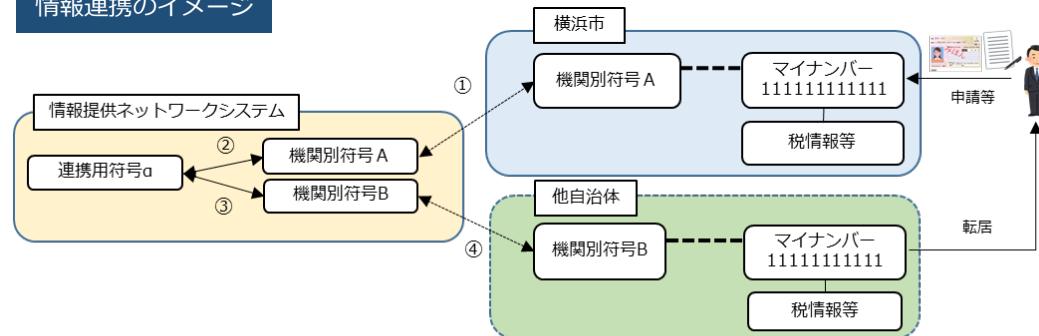 情報連携のイメージ
横浜市
機関別符号A
マイナンバー
111111111111
税情報等
申請等
①
情報提供ネットワークシステム
②
連携用符号α
機関別符号A
機関別符号B
③
④
他自治体
機関別符号B
マイナンバー
11111111111
税情報等
転居